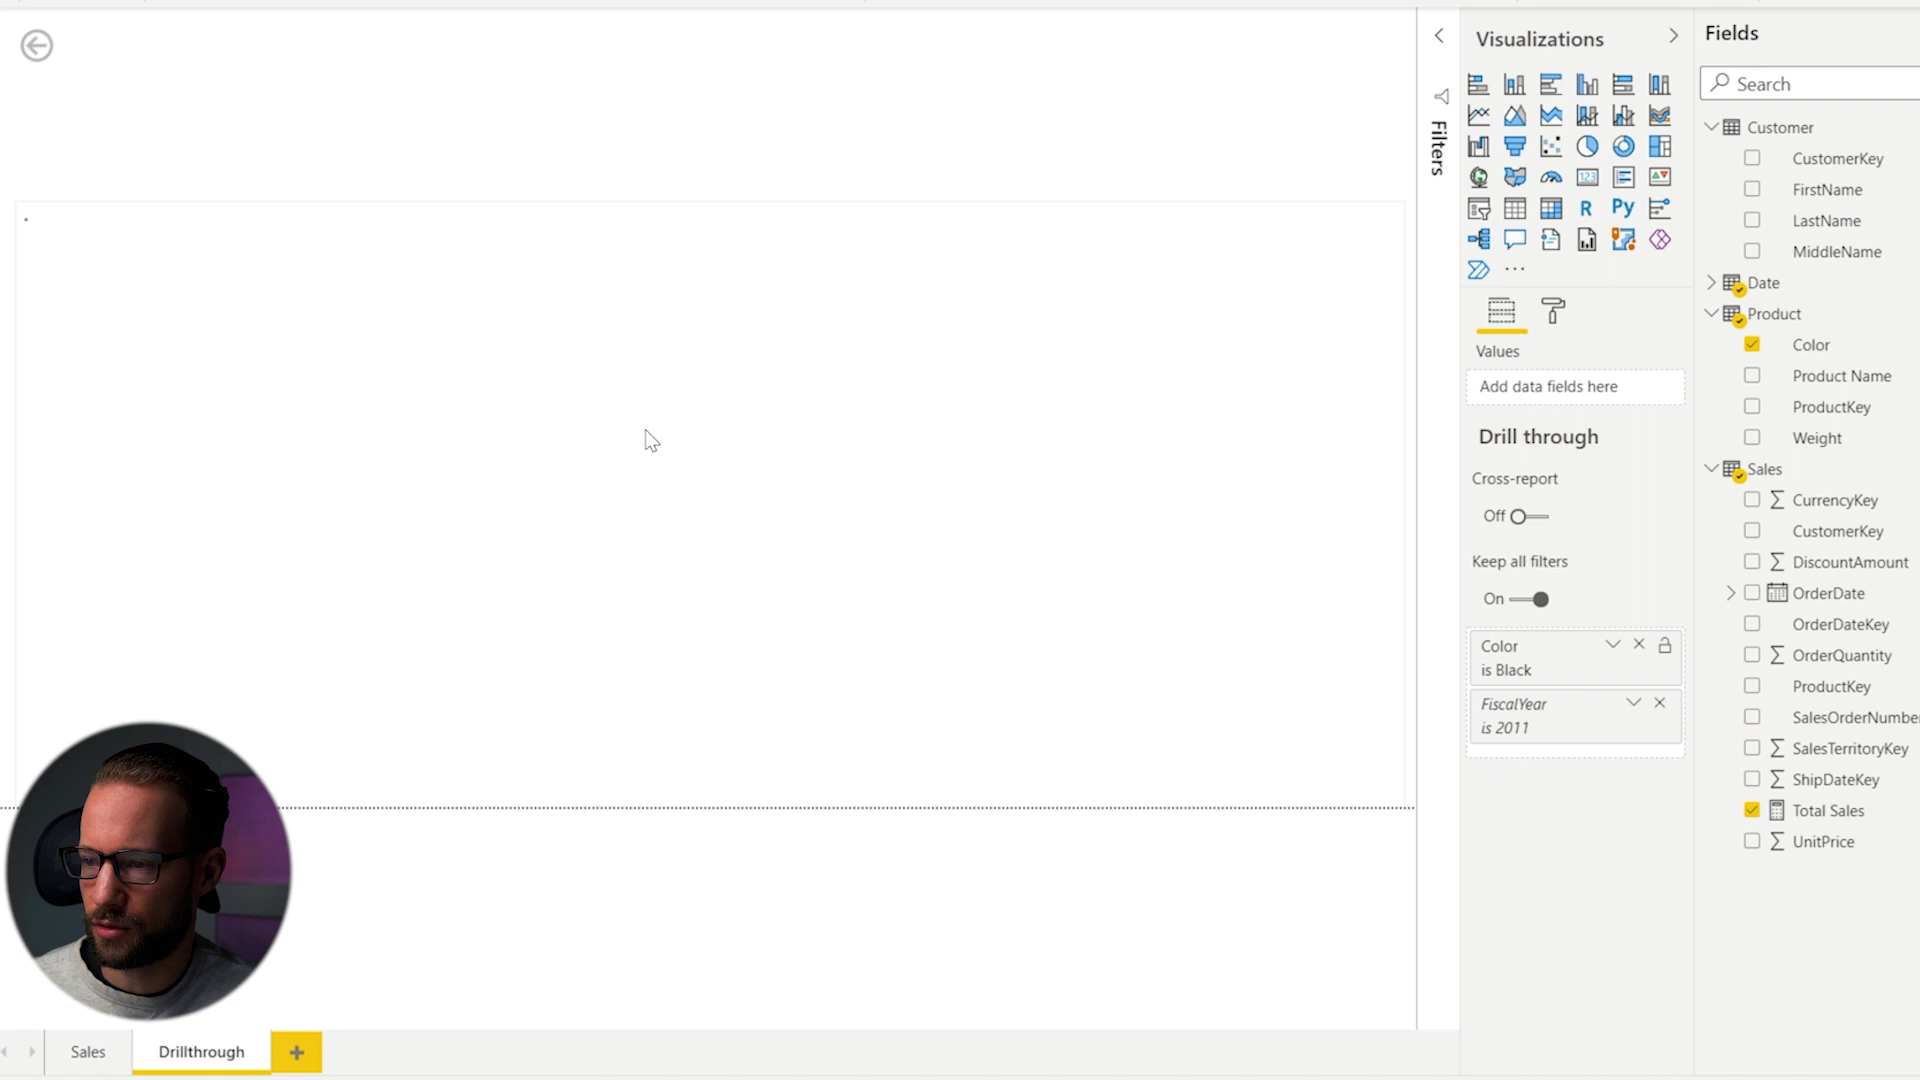 Filters
Visualizations
123
R
Py
...
Values
Add data fields here
Drill through
Cross-report
Off
Keep all filters
On
Color
is Black
FiscalYear
is 2011
Fields
Search
Customer
CustomerKey
FirstName
LastName
MiddleName
Date
Product
Color
Product Name
ProductKey
Weight
Sales
∑ CurrencyKey
CustomerKey
∑ DiscountAmount
OrderDate
OrderDateKey
∑ OrderQuantity
ProductKey
SalesOrderNumber
∑ SalesTerritoryKey
∑ ShipDateKey
Total Sales
∑ UnitPrice
Sales
Drillthrough
+